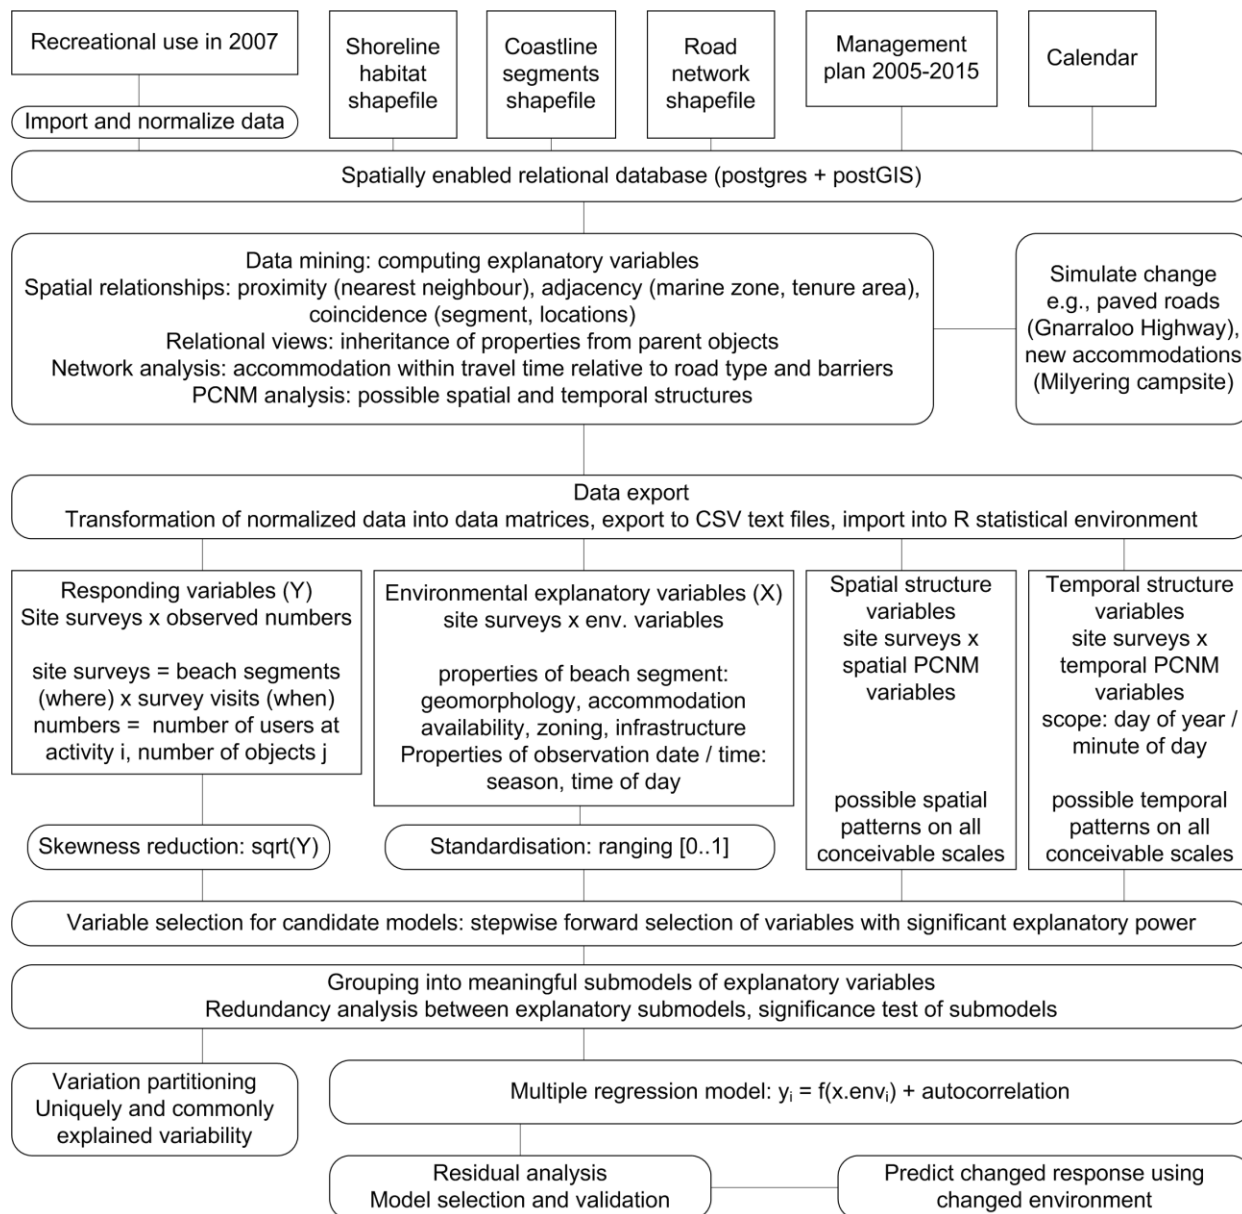 Recreational use in 2007
Shoreline
habitat
shapefile
Coastline
segments
shapefile
Road
network
shapefile
Management
plan 2005-2015
Calendar
Import and normalize data
Spatially enabled relational database (postgres + postGIS)
Data mining: computing explanatory variables
Spatial relationships: proximity (nearest neighbour), adjacency (marine zone, tenure area),
coincidence (segment, locations)
Relational views: inheritance of properties from parent objects
Network analysis: accommodation within travel time relative to road type and barriers
PCNM analysis: possible spatial and temporal structures
Simulate change
e.g., paved roads
(Gnarraloo Highway),
new accommodations
(Milyering campsite)
Data export
Transformation of normalized data into data matrices, export to CSV text files, import into R statistical environment
Responding variables (Y)
Site surveys x observed numbers
site surveys = beach segments
(where) x survey visits (when)
numbers =  number of users at
activity i, number of objects j
Environmental explanatory variables (X)
site surveys x env. variables
properties of beach segment:
geomorphology, accommodation
availability, zoning, infrastructure
Properties of observation date / time:
season, time of day
Spatial structure
variables
site surveys x
spatial PCNM
variables
possible spatial
patterns on all
conceivable scales
Temporal structure
variables
site surveys x
temporal PCNM
variables
scope: day of year /
minute of day
possible temporal
patterns on all
conceivable scales
Skewness reduction: sqrt(Y)
Standardisation: ranging [0..1]
Variable selection for candidate models: stepwise forward selection of variables with significant explanatory power
Grouping into meaningful submodels of explanatory variables
Redundancy analysis between explanatory submodels, significance test of submodels
Variation partitioning
Uniquely and commonly
explained variability
Multiple regression model: yᵢ = f(x.envᵢ) + autocorrelation
Residual analysis
Model selection and validation
Predict changed response using
changed environment